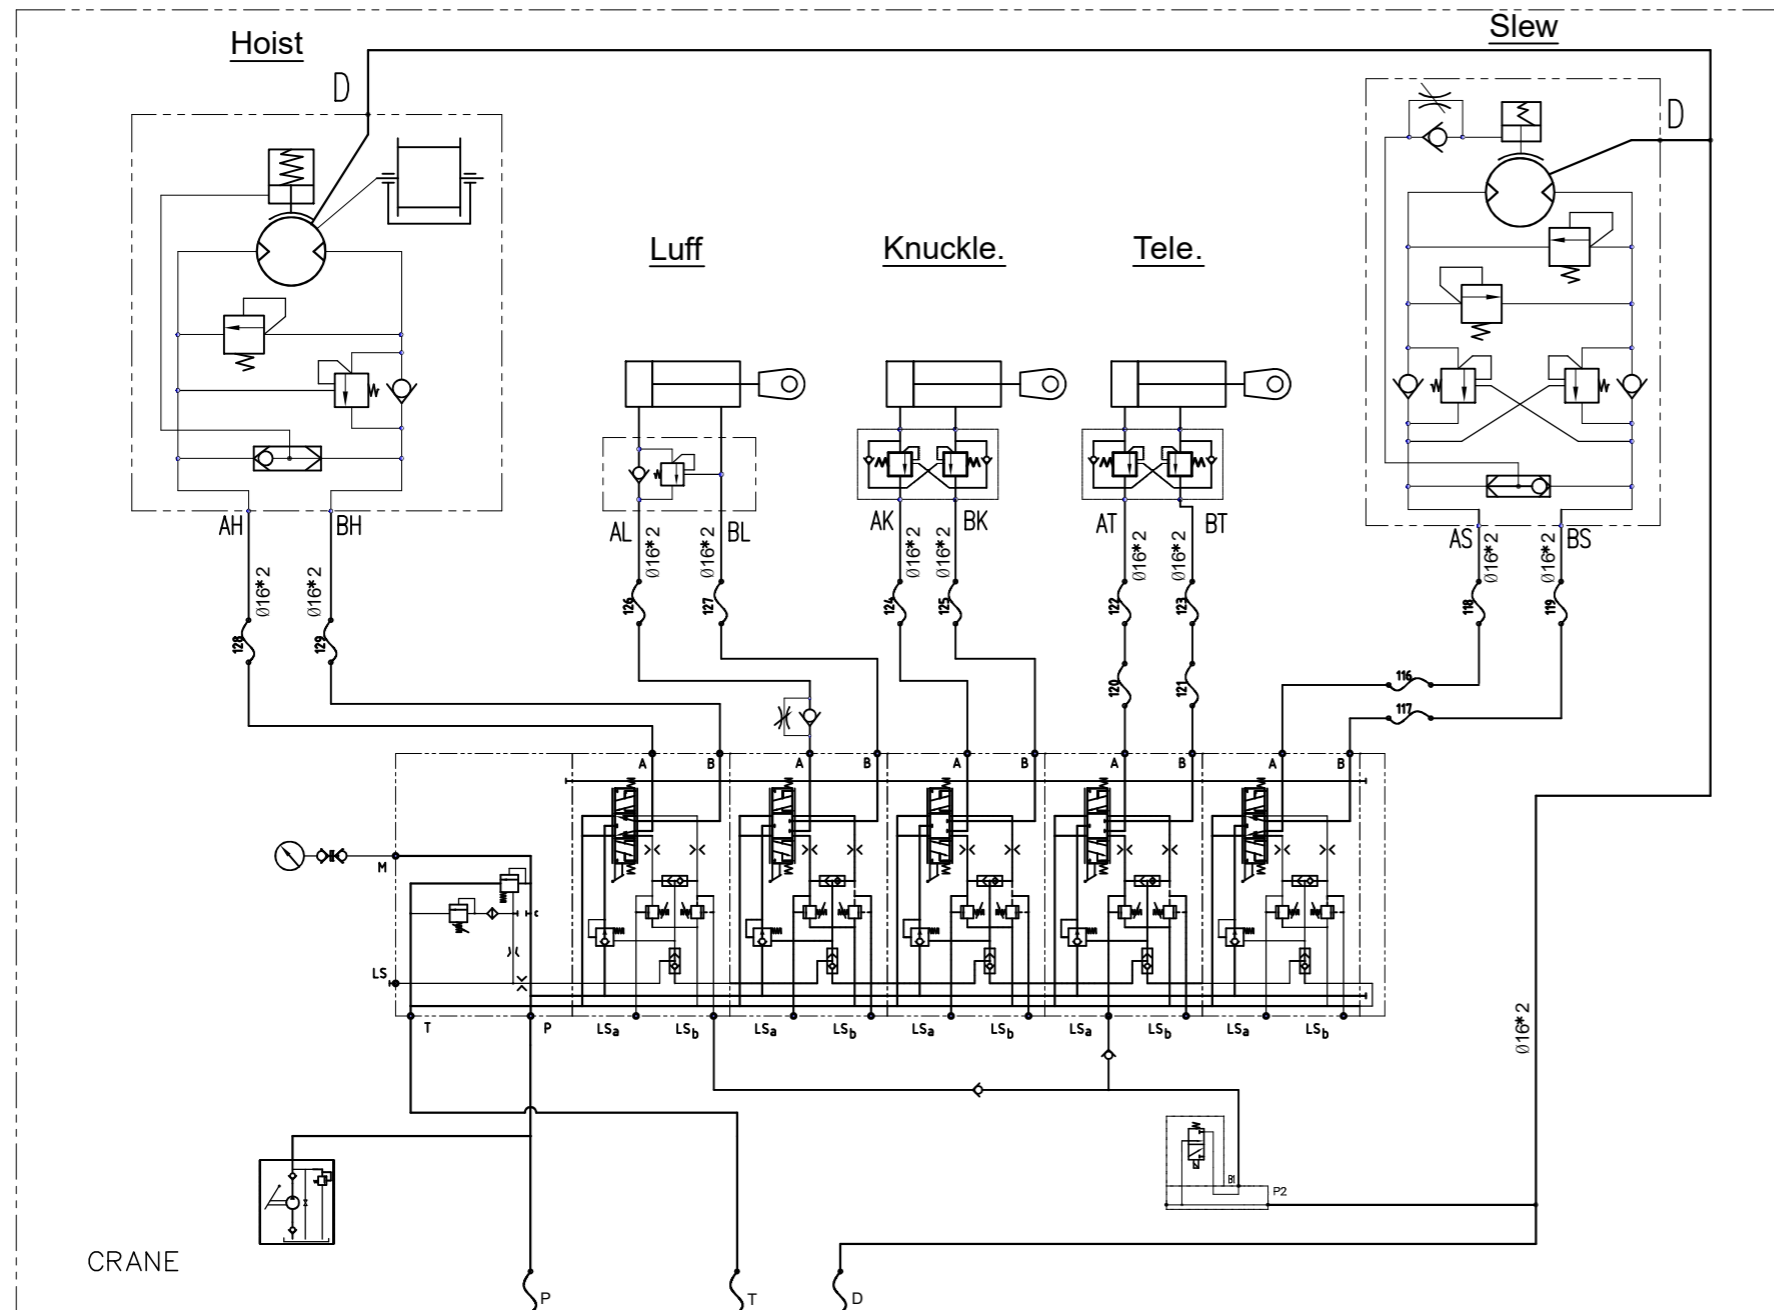 Hoist
Slew
D
D
Luff
Knuckle.
Tele.
AH
BH
AL
BL
AK
BK
AT
BT
AS
BS
Ø16*2
Ø16*2
Ø16*2
Ø16*2
Ø16*2
Ø16*2
Ø16*2
Ø16*2
Ø16*2
Ø16*2
128
129
126
127
124
125
122
123
118
119
120
121
116
117
A
B
A
B
A
B
A
B
A
B
M
C
LS
T
P
LSa
LSb
LSa
LSb
LSa
LSb
LSa
LSb
LSa
LSb
Ø16*2
B1
P2
CRANE
P
T
D